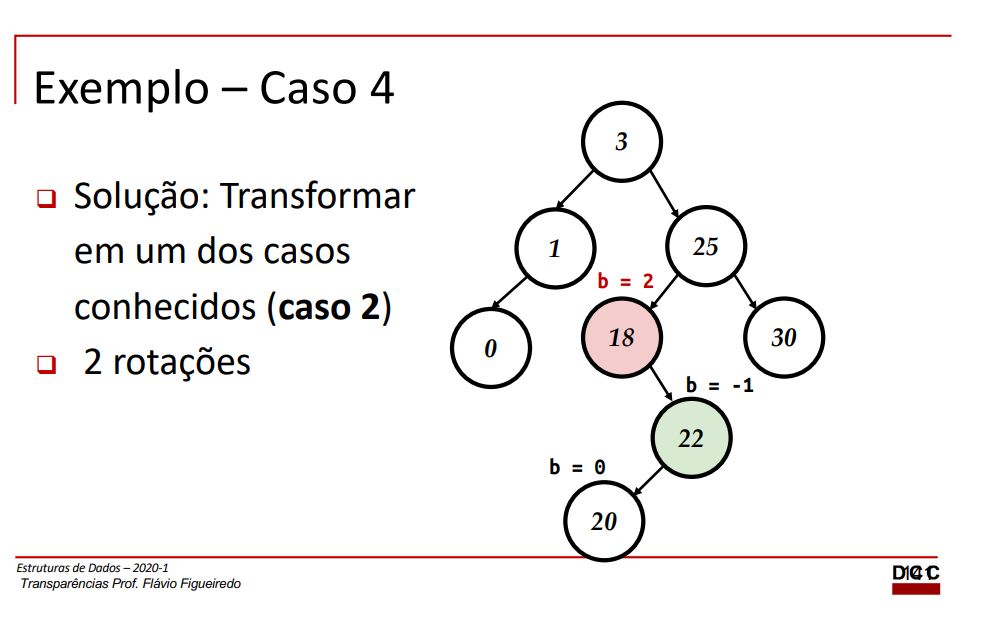 Exemplo – Caso 4
❑ Solução: Transformar
em um dos casos
conhecidos (caso 2)
❑ 2 rotações
3
1
25
b = 2
0
18
30
b = -1
22
b = 0
20
Estruturas de Dados – 2020-1
Transparências Prof. Flávio Figueiredo
DCC
141